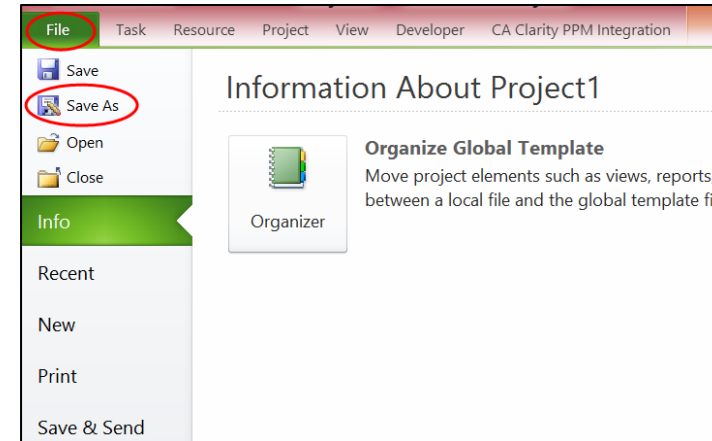 File Task Resource Project View Developer CA Clarity PPM Integration
Save
Save As
Open
Close
Info
Recent
New
Print
Save & Send
Information About Project1
Organizer
Organize Global Template
Move project elements such as views, reports
between a local file and the global template fi